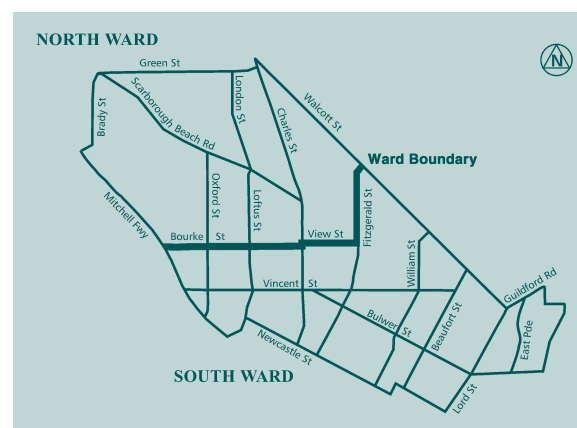 NORTH WARD
N
Green St
Scarborough Beach Rd
London St
Charles St
Walcott St
Brady St
Ward Boundary
Oxford St
Loftus St
Fitzgerald St
Mitchell Fwy
Bourke St
View St
William St
Vincent St
Guildford Rd
Bulwer St
Beaufort St
East Pde
Newcastle St
SOUTH WARD
Lord St